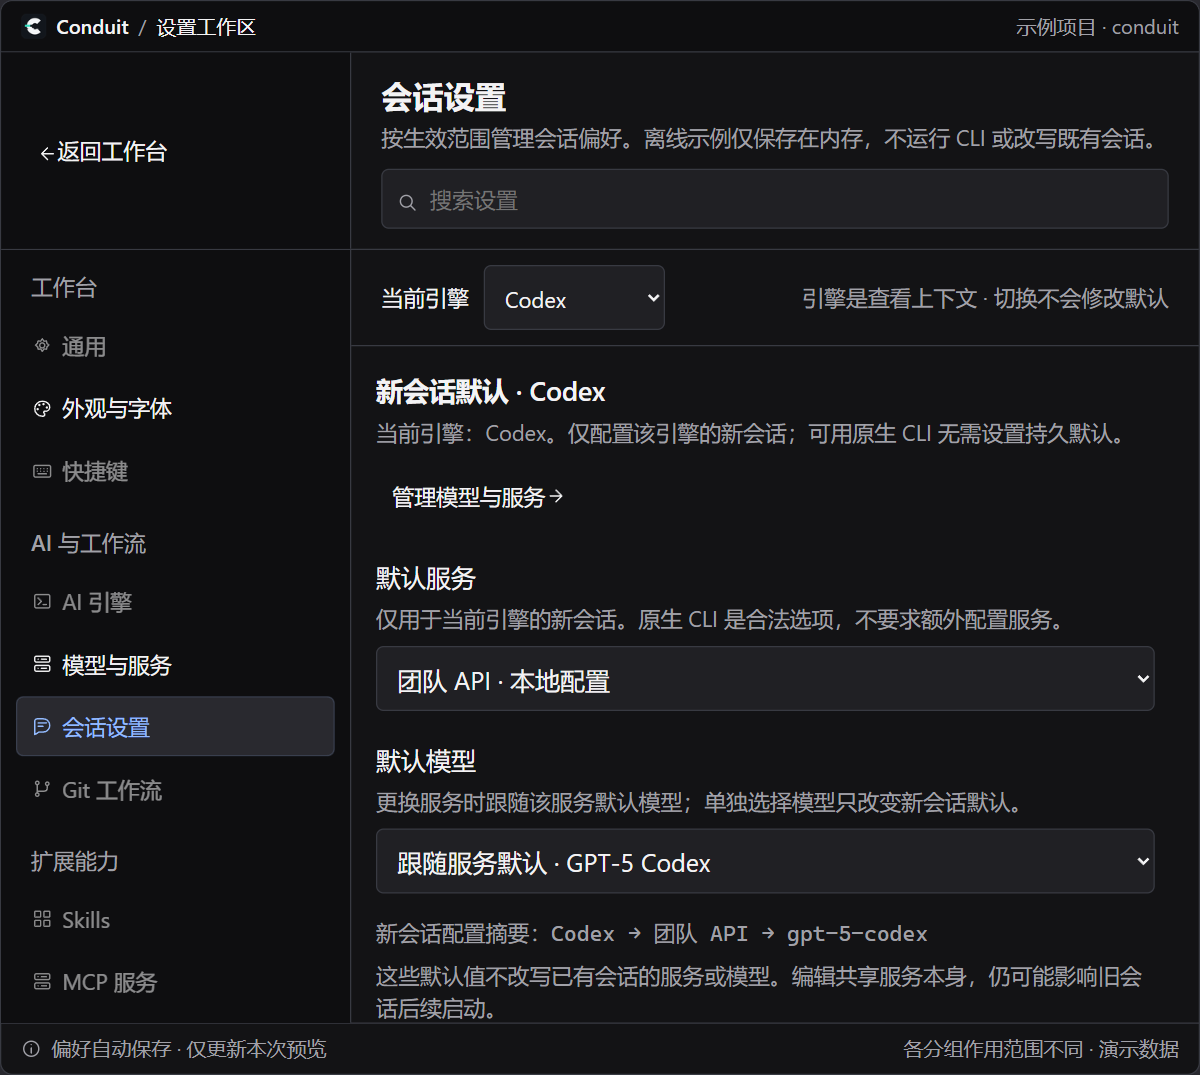 Conduit / 设置工作区
示例项目 · conduit
←返回工作台
工作台
通用
外观与字体
快捷键
AI 与工作流
AI 引擎
模型与服务
会话设置
Git 工作流
扩展能力
Skills
MCP 服务
会话设置
按生效范围管理会话偏好。离线示例仅保存在内存，不运行 CLI 或改写既有会话。
搜索设置
当前引擎 Codex
引擎是查看上下文 · 切换不会修改默认
新会话默认 · Codex
当前引擎：Codex。仅配置该引擎的新会话；可用原生 CLI 无需设置持久默认。
管理模型与服务→
默认服务
仅用于当前引擎的新会话。原生 CLI 是合法选项，不要求额外配置服务。
团队 API · 本地配置
默认模型
更换服务时跟随该服务默认模型；单独选择模型只改变新会话默认。
跟随服务默认 · GPT-5 Codex
新会话配置摘要：Codex → 团队 API → gpt-5-codex
这些默认值不改写已有会话的服务或模型。编辑共享服务本身，仍可能影响旧会
话后续启动。
偏好自动保存 · 仅更新本次预览
各分组作用范围不同 · 演示数据